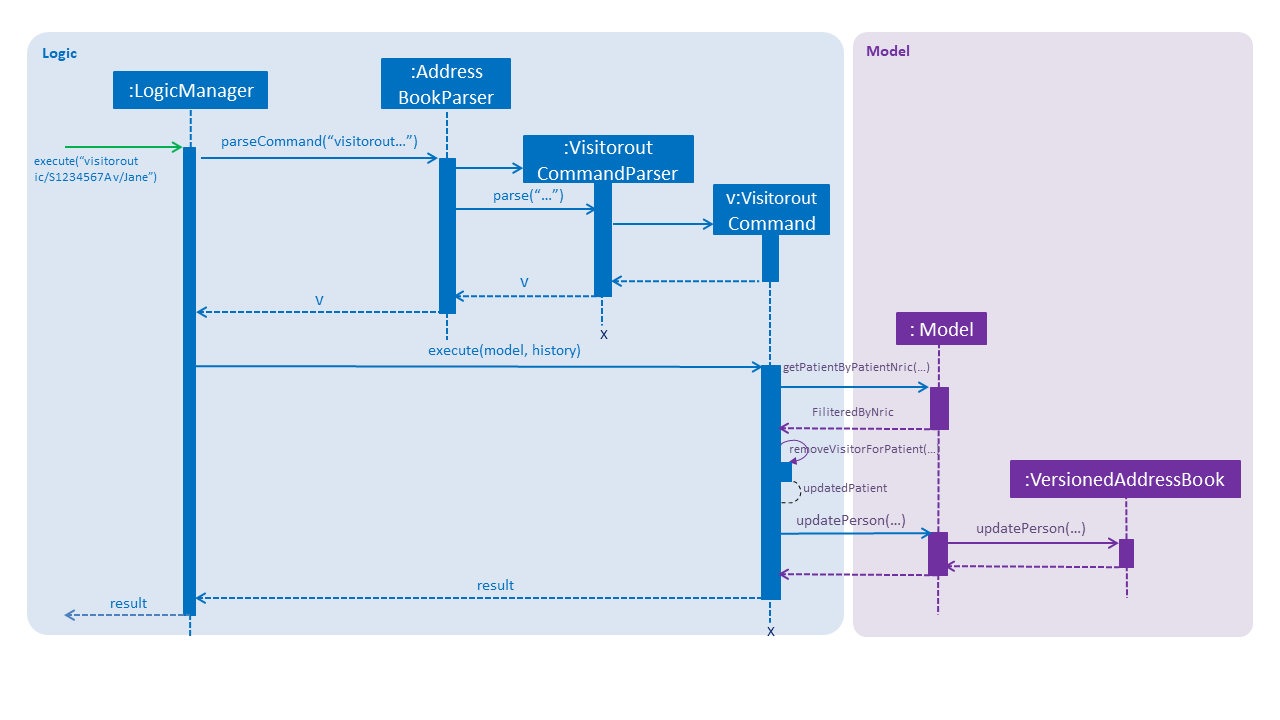 Logic
Model
:LogicManager
:Address
BookParser
parseCommand(“visitorout…”)
:Visitorout
CommandParser
execute(“visitorout
ic/S1234567A v/Jane”)
parse(“…”)
v:Visitorout
Command
v
v
x
: Model
execute(model, history)
getPatientByPatientNric(…)
FiliteredByNric
removeVisitorForPatient(…)
:VersionedAddressBook
updatedPatient
updatePerson(…)
updatePerson(…)
result
result
x